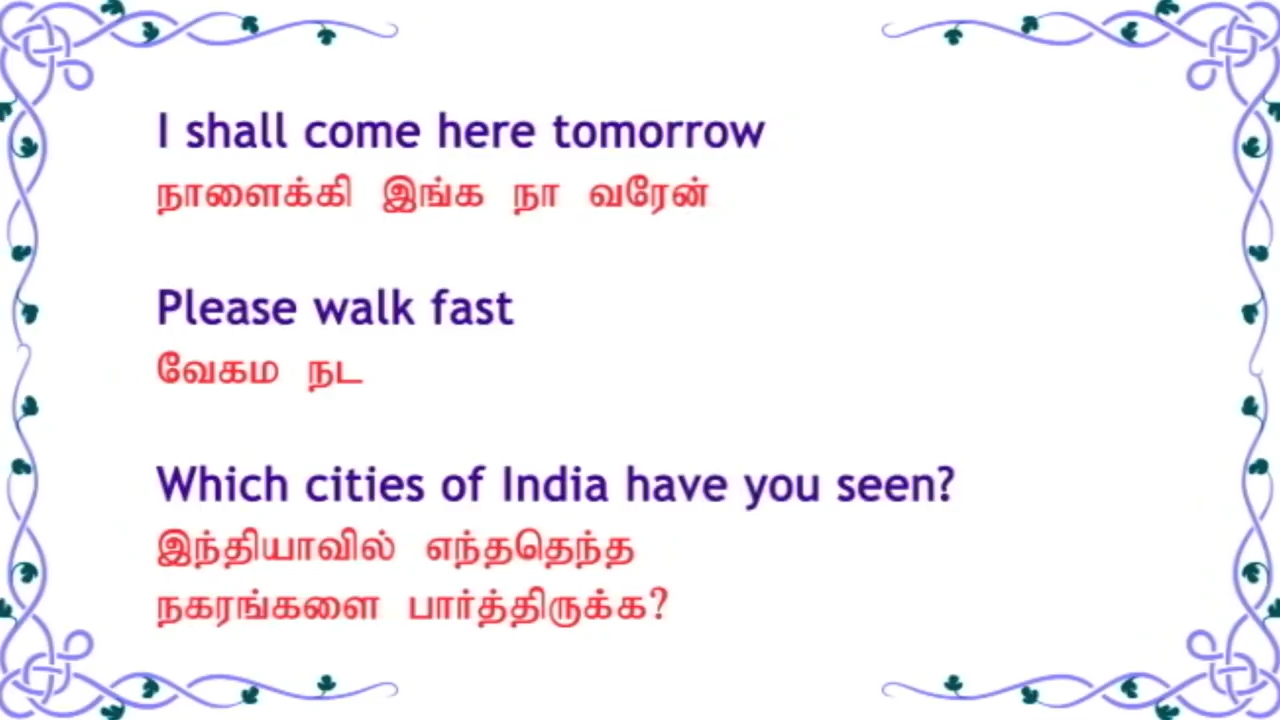 I shall come here tomorrow
நாளைக்கி இங்க நா வரேன்
Please walk fast
வேகம நட
Which cities of India have you seen?
இந்தியாவில் எந்ததெந்த
நகரங்களை பார்த்திருக்க?